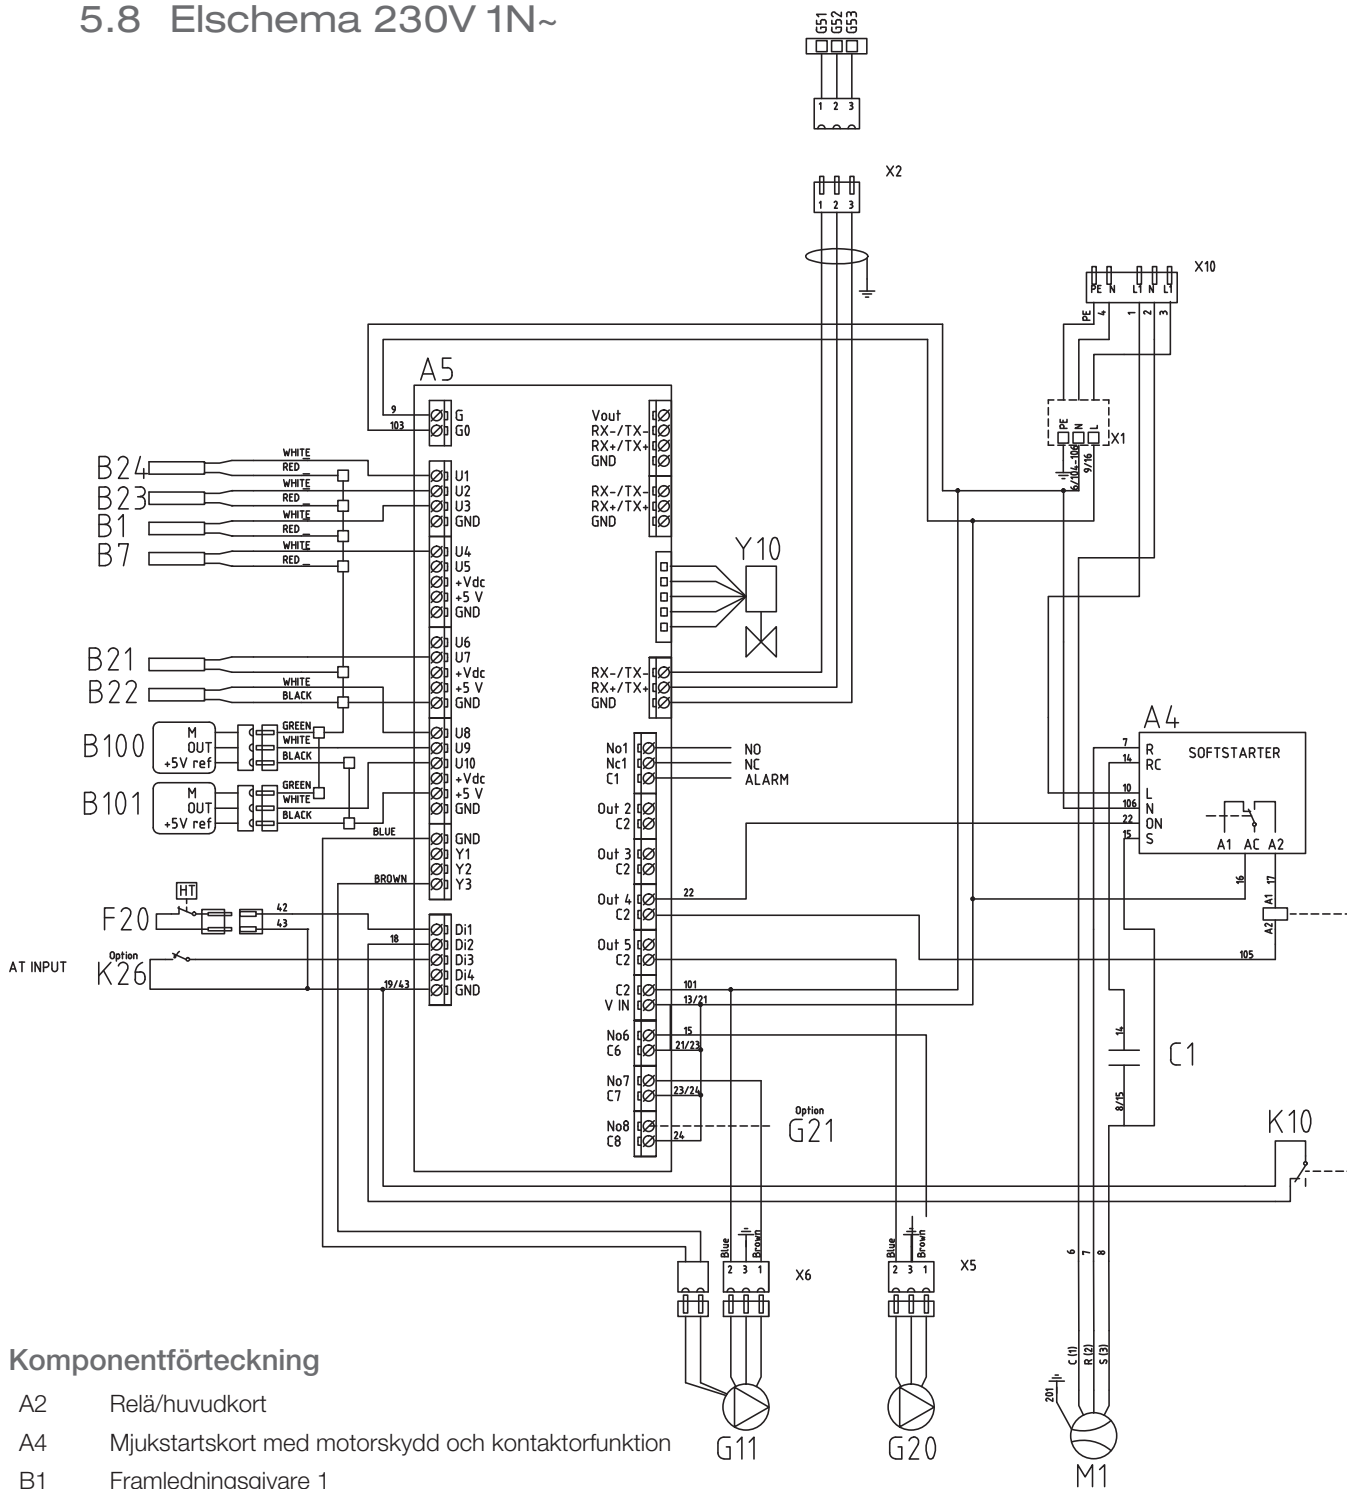 5.8 Elschema 230V 1N~
G51 G52 G53
1 2 3
X2
1 2 3
X10
PE N L1 N L1
PE 4 1 2 3
A5
9 G
103 G0
Vout
RX-/TX-
RX+/TX+
GND
RX-/TX-
RX+/TX+
GND
PE N L
X1
6/104-106
9/16
B24 WHITE
RED
B23 WHITE
RED
B1 WHITE
RED
B7 WHITE
RED
U1
U2
U3
GND
U4
U5
+Vdc
+5 V
GND
Y10
B21
B22 WHITE
BLACK
U6
U7
+Vdc
+5 V
GND
RX-/TX-
RX+/TX+
GND
B100
M
OUT
+5V ref
GREEN
WHITE
BLACK
B101
M
OUT
+5V ref
GREEN
WHITE
BLACK
U8
U9
U10
+Vdc
+5 V
GND
BLUE
BROWN
GND
Y1
Y2
Y3
No1 NO
Nc1 NC
C1 ALARM
Out 2
C2
Out 3
C2
Out 4 22
C2
Out 5
C2
C2 101
V IN 13/21
No6 15
C6 21/23
No7
C7 23/24
No8
C8 24
Option
G21
A4
SOFTSTARTER
7 R
14 RC
10 L
106 N
22 ON
15 S
A1 AC A2
16 17
A1
A2
105
HT
F20
42
43
AT INPUT
Option
K26
18
19/43
Di1
Di2
Di3
Di4
GND
14
C1
8/15
K10
Blue Brown
2 3 1
X6
Blue Brown
2 3 1
X5
6 7 8
C (1) R (2) S (3)
201
G11
G20
M1
Komponentförteckning
A2 Relä/huvudkort
A4 Mjukstartskort med motorskydd och kontaktorfunktion
B1 Framledningsgivare 1